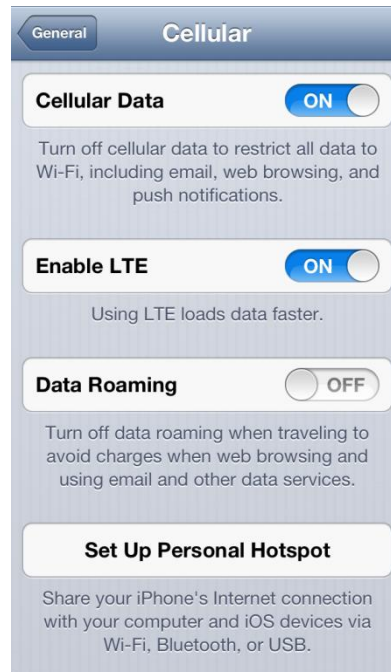 General
Cellular
Cellular Data
ON
Turn off cellular data to restrict all data to
Wi-Fi, including email, web browsing, and
push notifications.
Enable LTE
ON
Using LTE loads data faster.
Data Roaming
OFF
Turn off data roaming when traveling to
avoid charges when web browsing and
using email and other data services.
Set Up Personal Hotspot
Share your iPhone's Internet connection
with your computer and iOS devices via
Wi-Fi, Bluetooth, or USB.